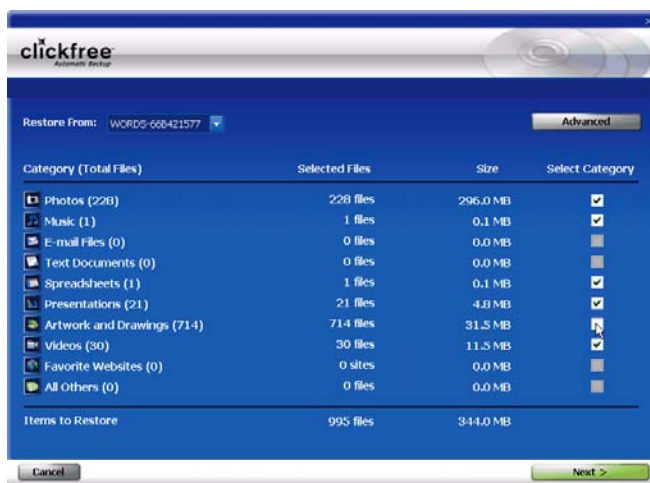 clickfree
Automatic Backup
Restore From: WORDS-66B421577
Advanced
Category (Total Files) Selected Files Size Select Category
Photos (228) 228 files 296.0 MB
Music (1) 1 files 0.1 MB
E-mail Files (0) 0 files 0.0 MB
Text Documents (0) 0 files 0.0 MB
Spreadsheets (1) 1 files 0.1 MB
Presentations (21) 21 files 4.8 MB
Artwork and Drawings (714) 714 files 31.5 MB
Videos (30) 30 files 11.5 MB
Favorite Websites (0) 0 sites 0.0 MB
All Others (0) 0 files 0.0 MB
Items to Restore 995 files 344.0 MB
Cancel Next >